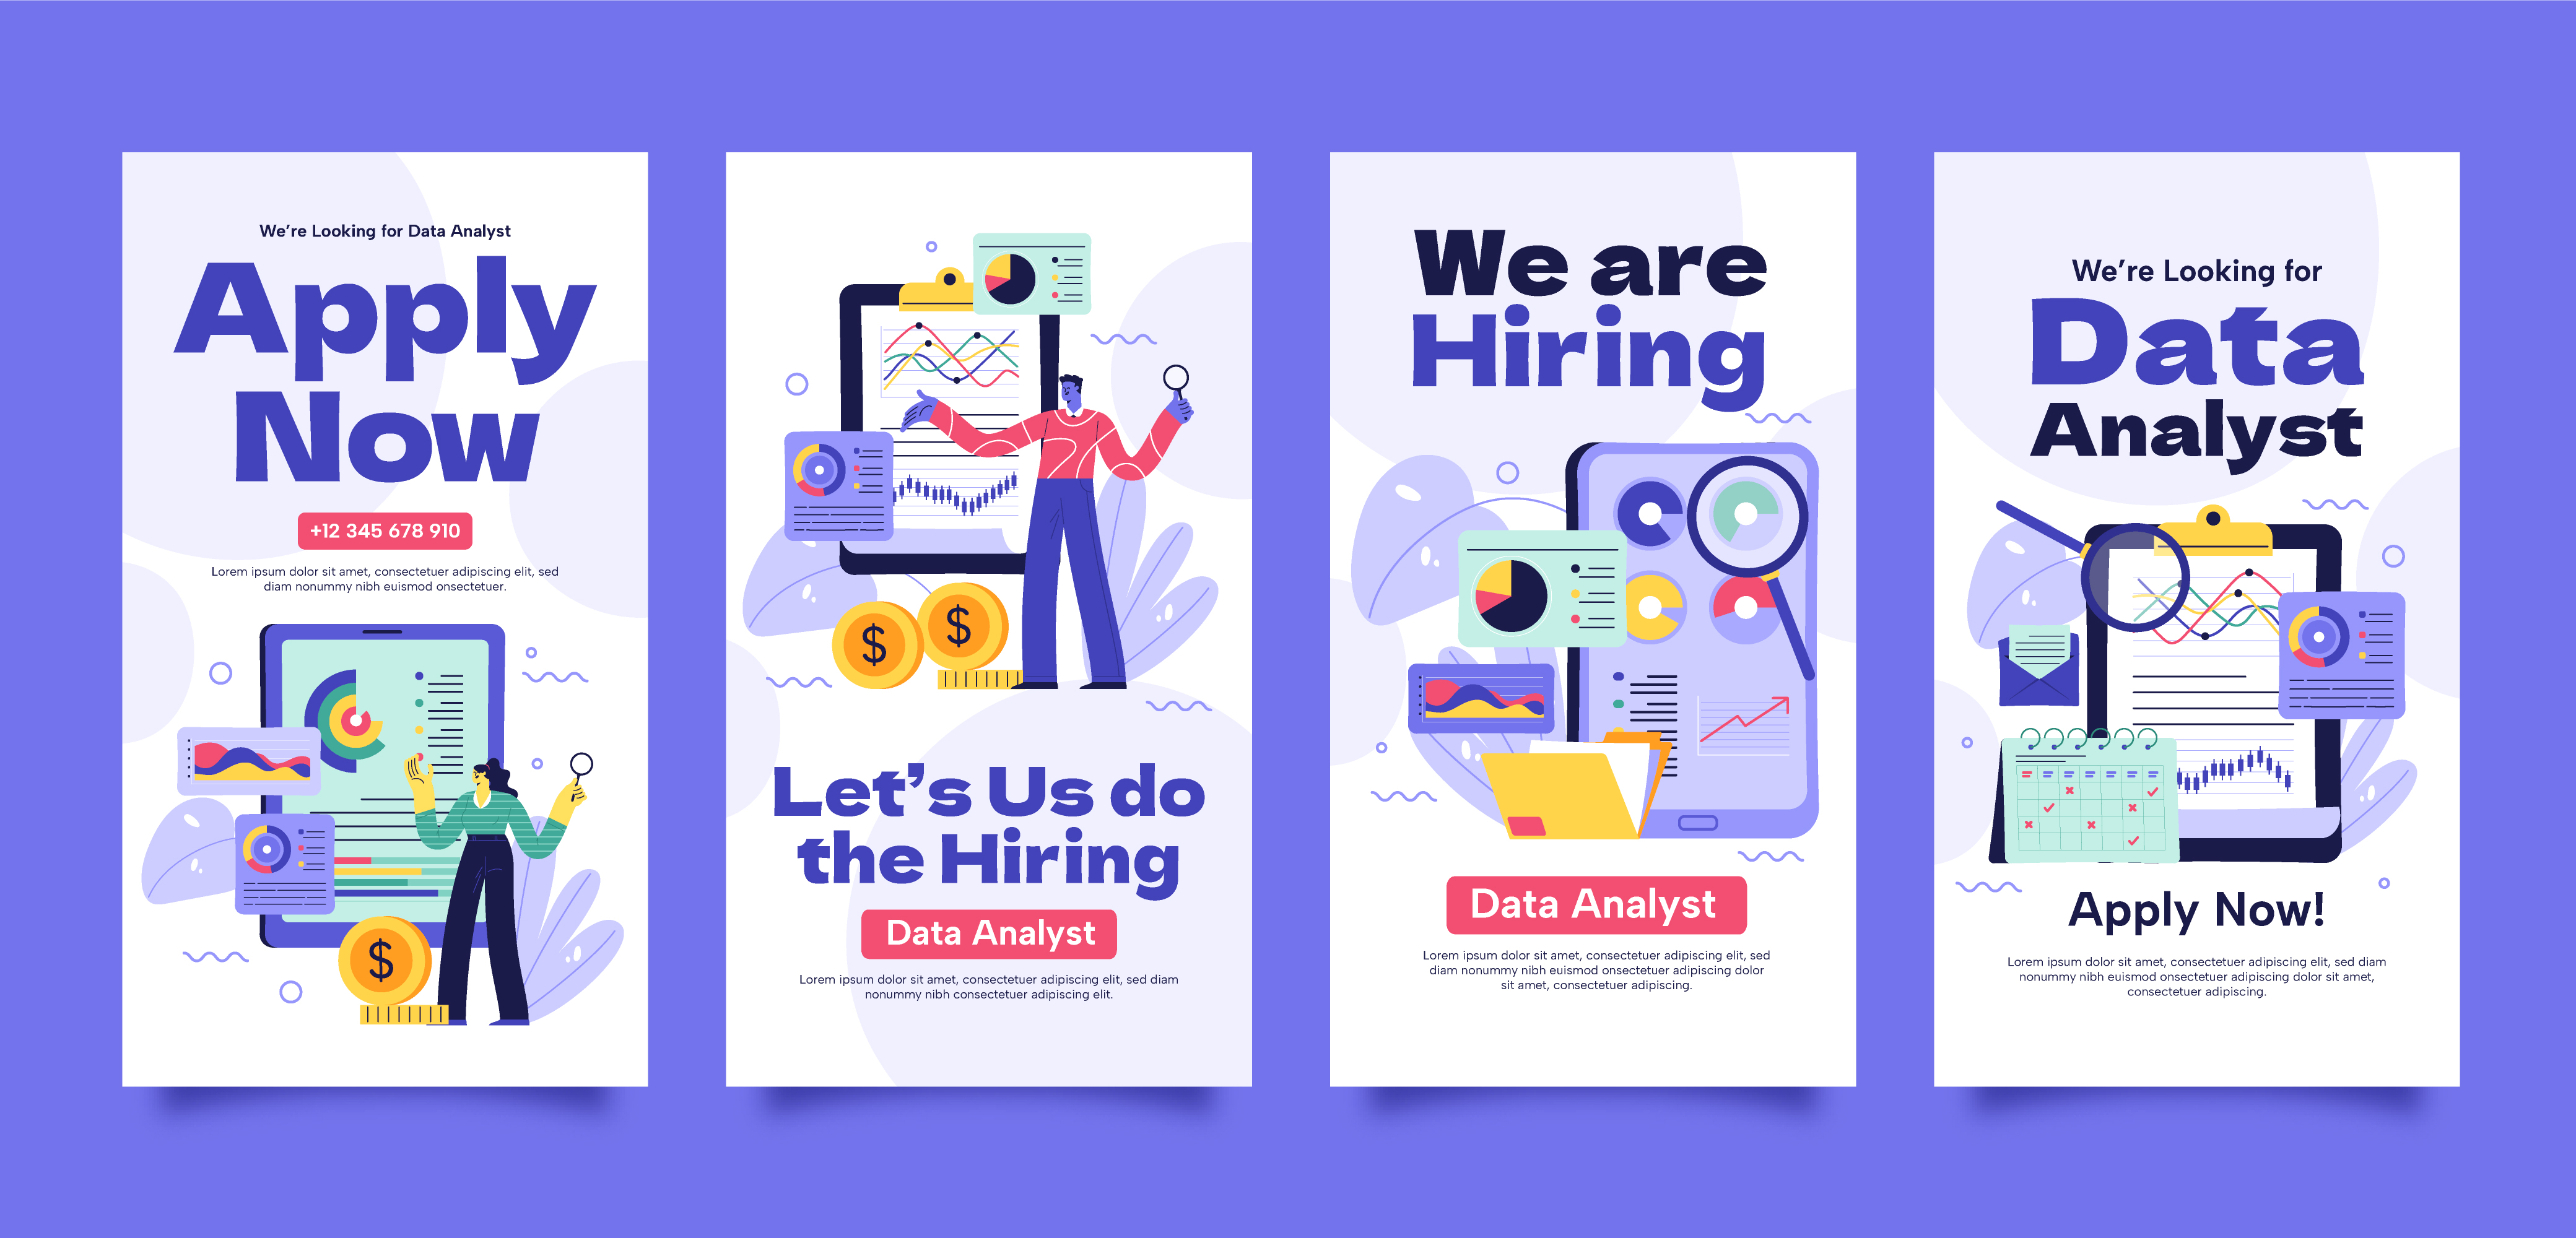 We're Looking for Data Analyst
Apply
Now
+12 345 678 910
Lorem ipsum dolor sit amet, consectetuer adipiscing elit, sed
diam nonummy nibh euismod onsectetuer.
$
$
$
Let's Us do
the Hiring
Data Analyst
Lorem ipsum dolor sit amet, consectetuer adipiscing elit, sed diam
nonummy nibh consectetuer adipiscing elit.
We are
Hiring
Data Analyst
Lorem ipsum dolor sit amet, consectetuer adipiscing elit, sed
diam nonummy nibh euismod onsectetuer adipiscing dolor
sit amet, consectetuer adipiscing.
We're Looking for
Data
Analyst
Apply Now!
Lorem ipsum dolor sit amet, consectetuer adipiscing elit, sed diam
nonummy nibh euismod onsectetuer adipiscing dolor sit amet,
consectetuer adipiscing.